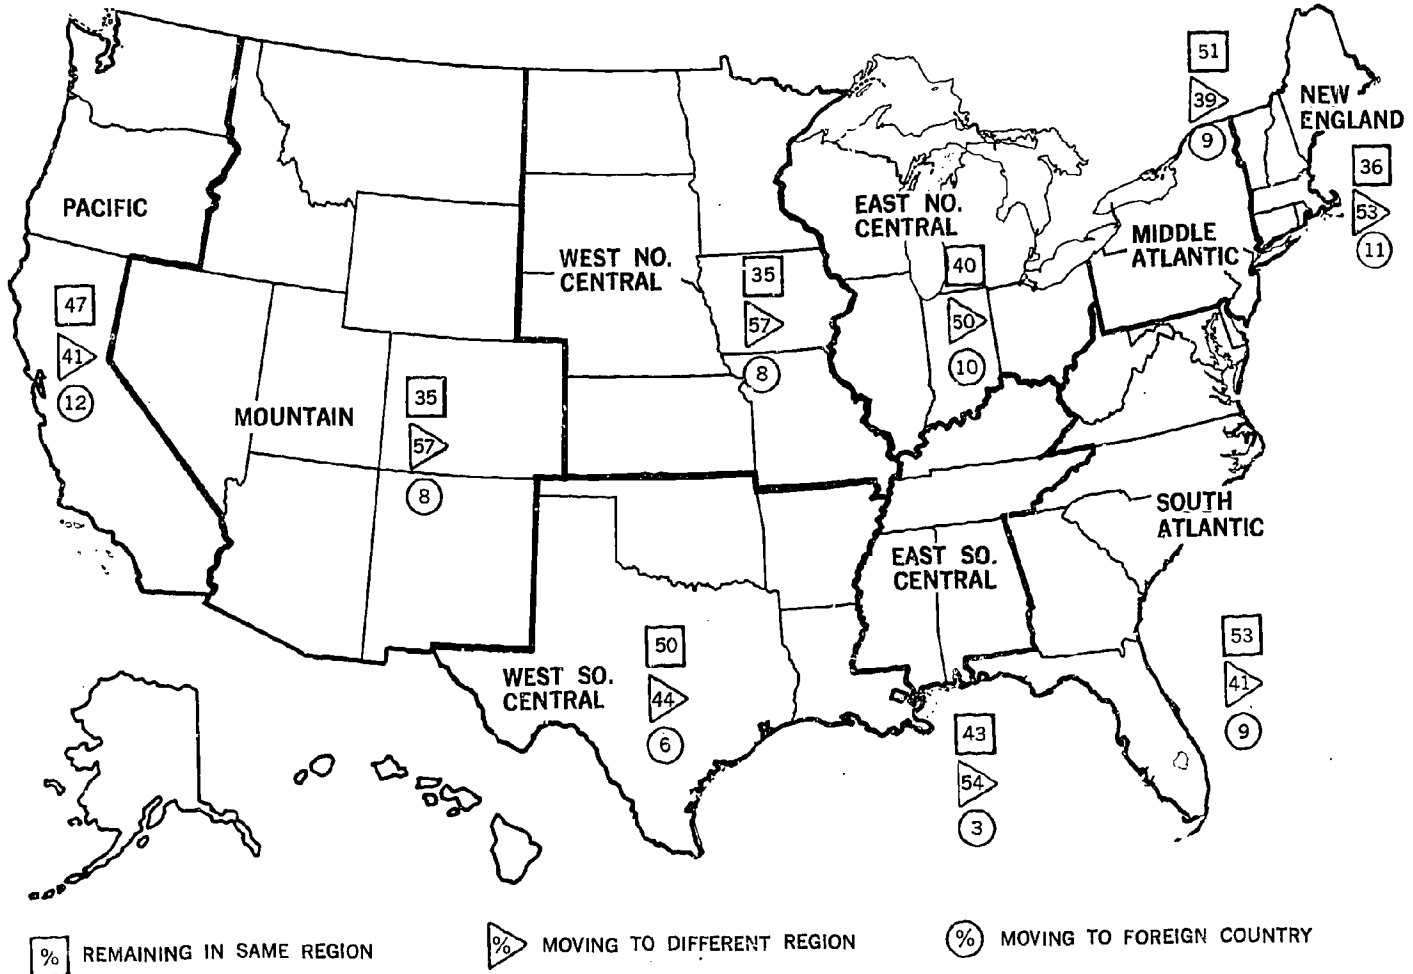 51
39
9
NEW
ENGLAND
36
53
11
PACIFIC
EAST NO.
CENTRAL
MIDDLE
ATLANTIC
WEST NO.
CENTRAL
40
50
10
35
57
8
47
41
12
MOUNTAIN
35
57
8
SOUTH
ATLANTIC
EAST SO.
CENTRAL
WEST SO.
CENTRAL
50
44
6
53
41
9
43
54
3
% REMAINING IN SAME REGION
% MOVING TO DIFFERENT REGION
% MOVING TO FOREIGN COUNTRY